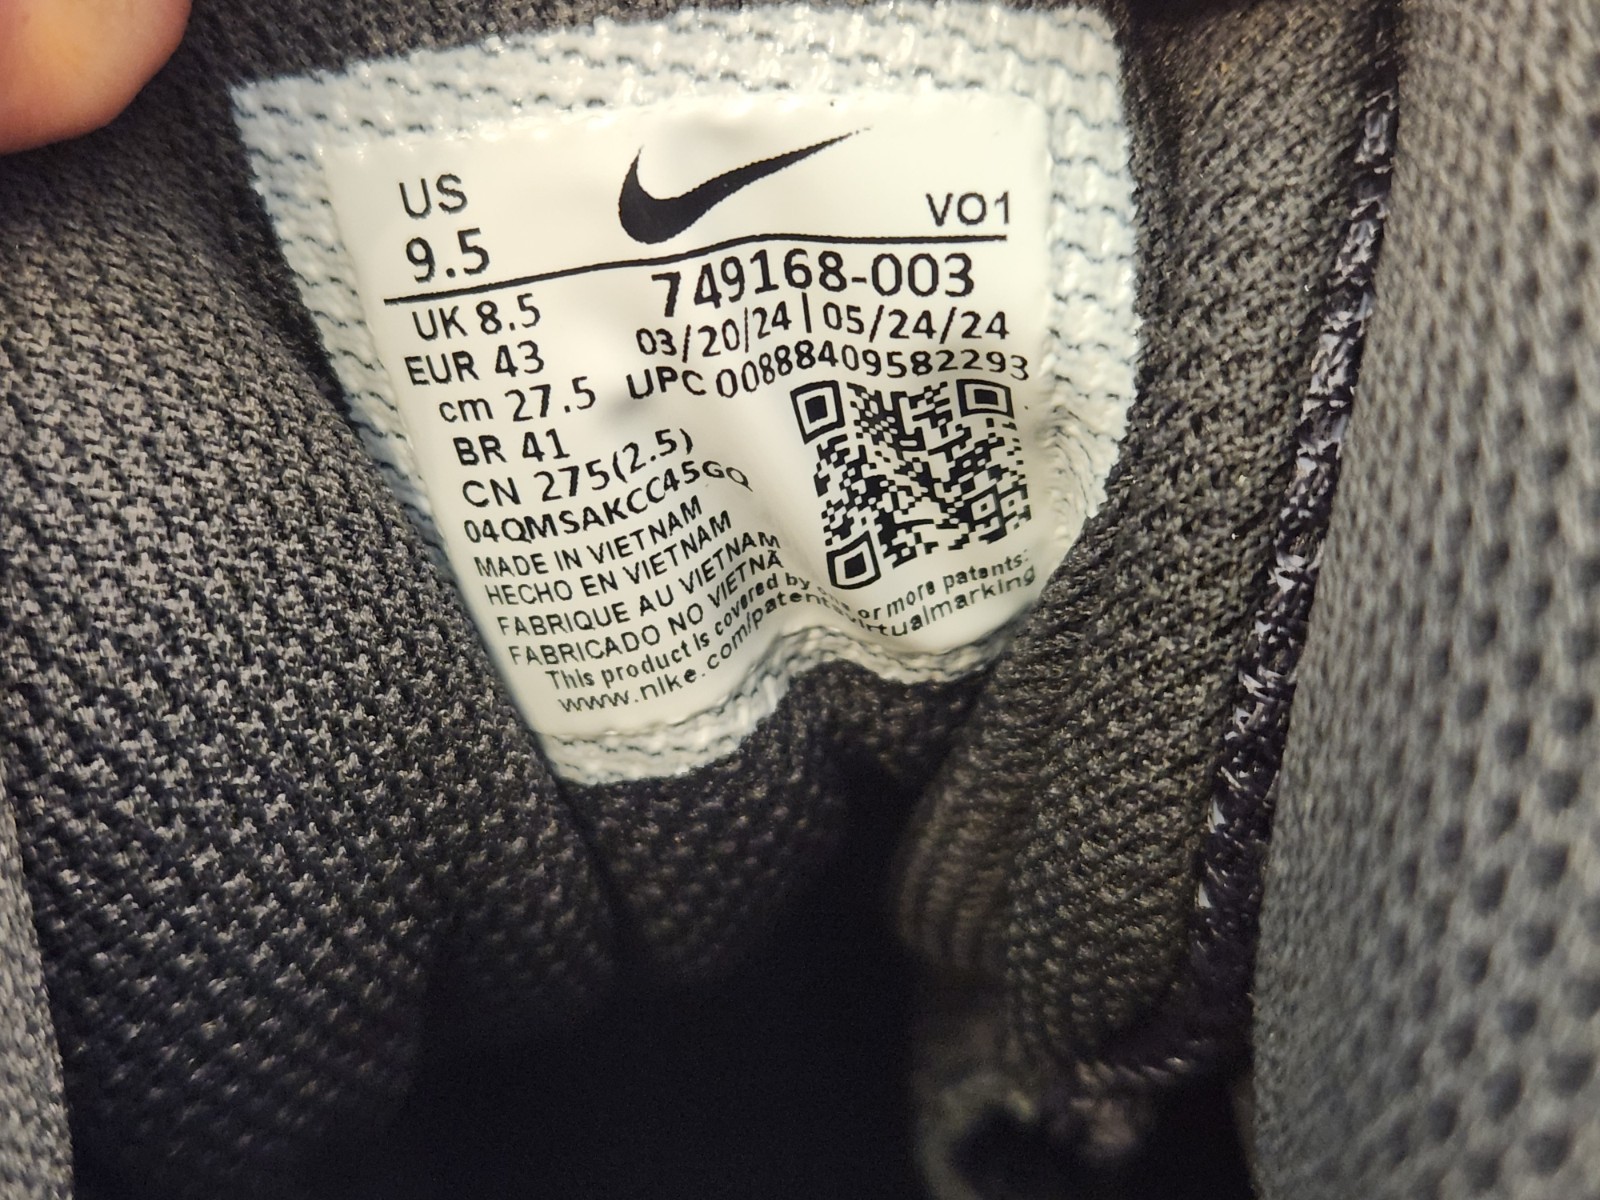 US
9.5
VO1
UK 8.5
EUR 43
cm 27.5
BR 41
CN 275(2.5)
749168-003
03/20/24|05/24/24
UPC 00888409582293
04QMSAKCC45GQ
MADE IN VIETNAM
HECHO EN VIETNAM
FABRIQUE AU VIETNAM
FABRICADO NO VIETNÃ
This product is covered by or more patents:
www.nike.com/patents